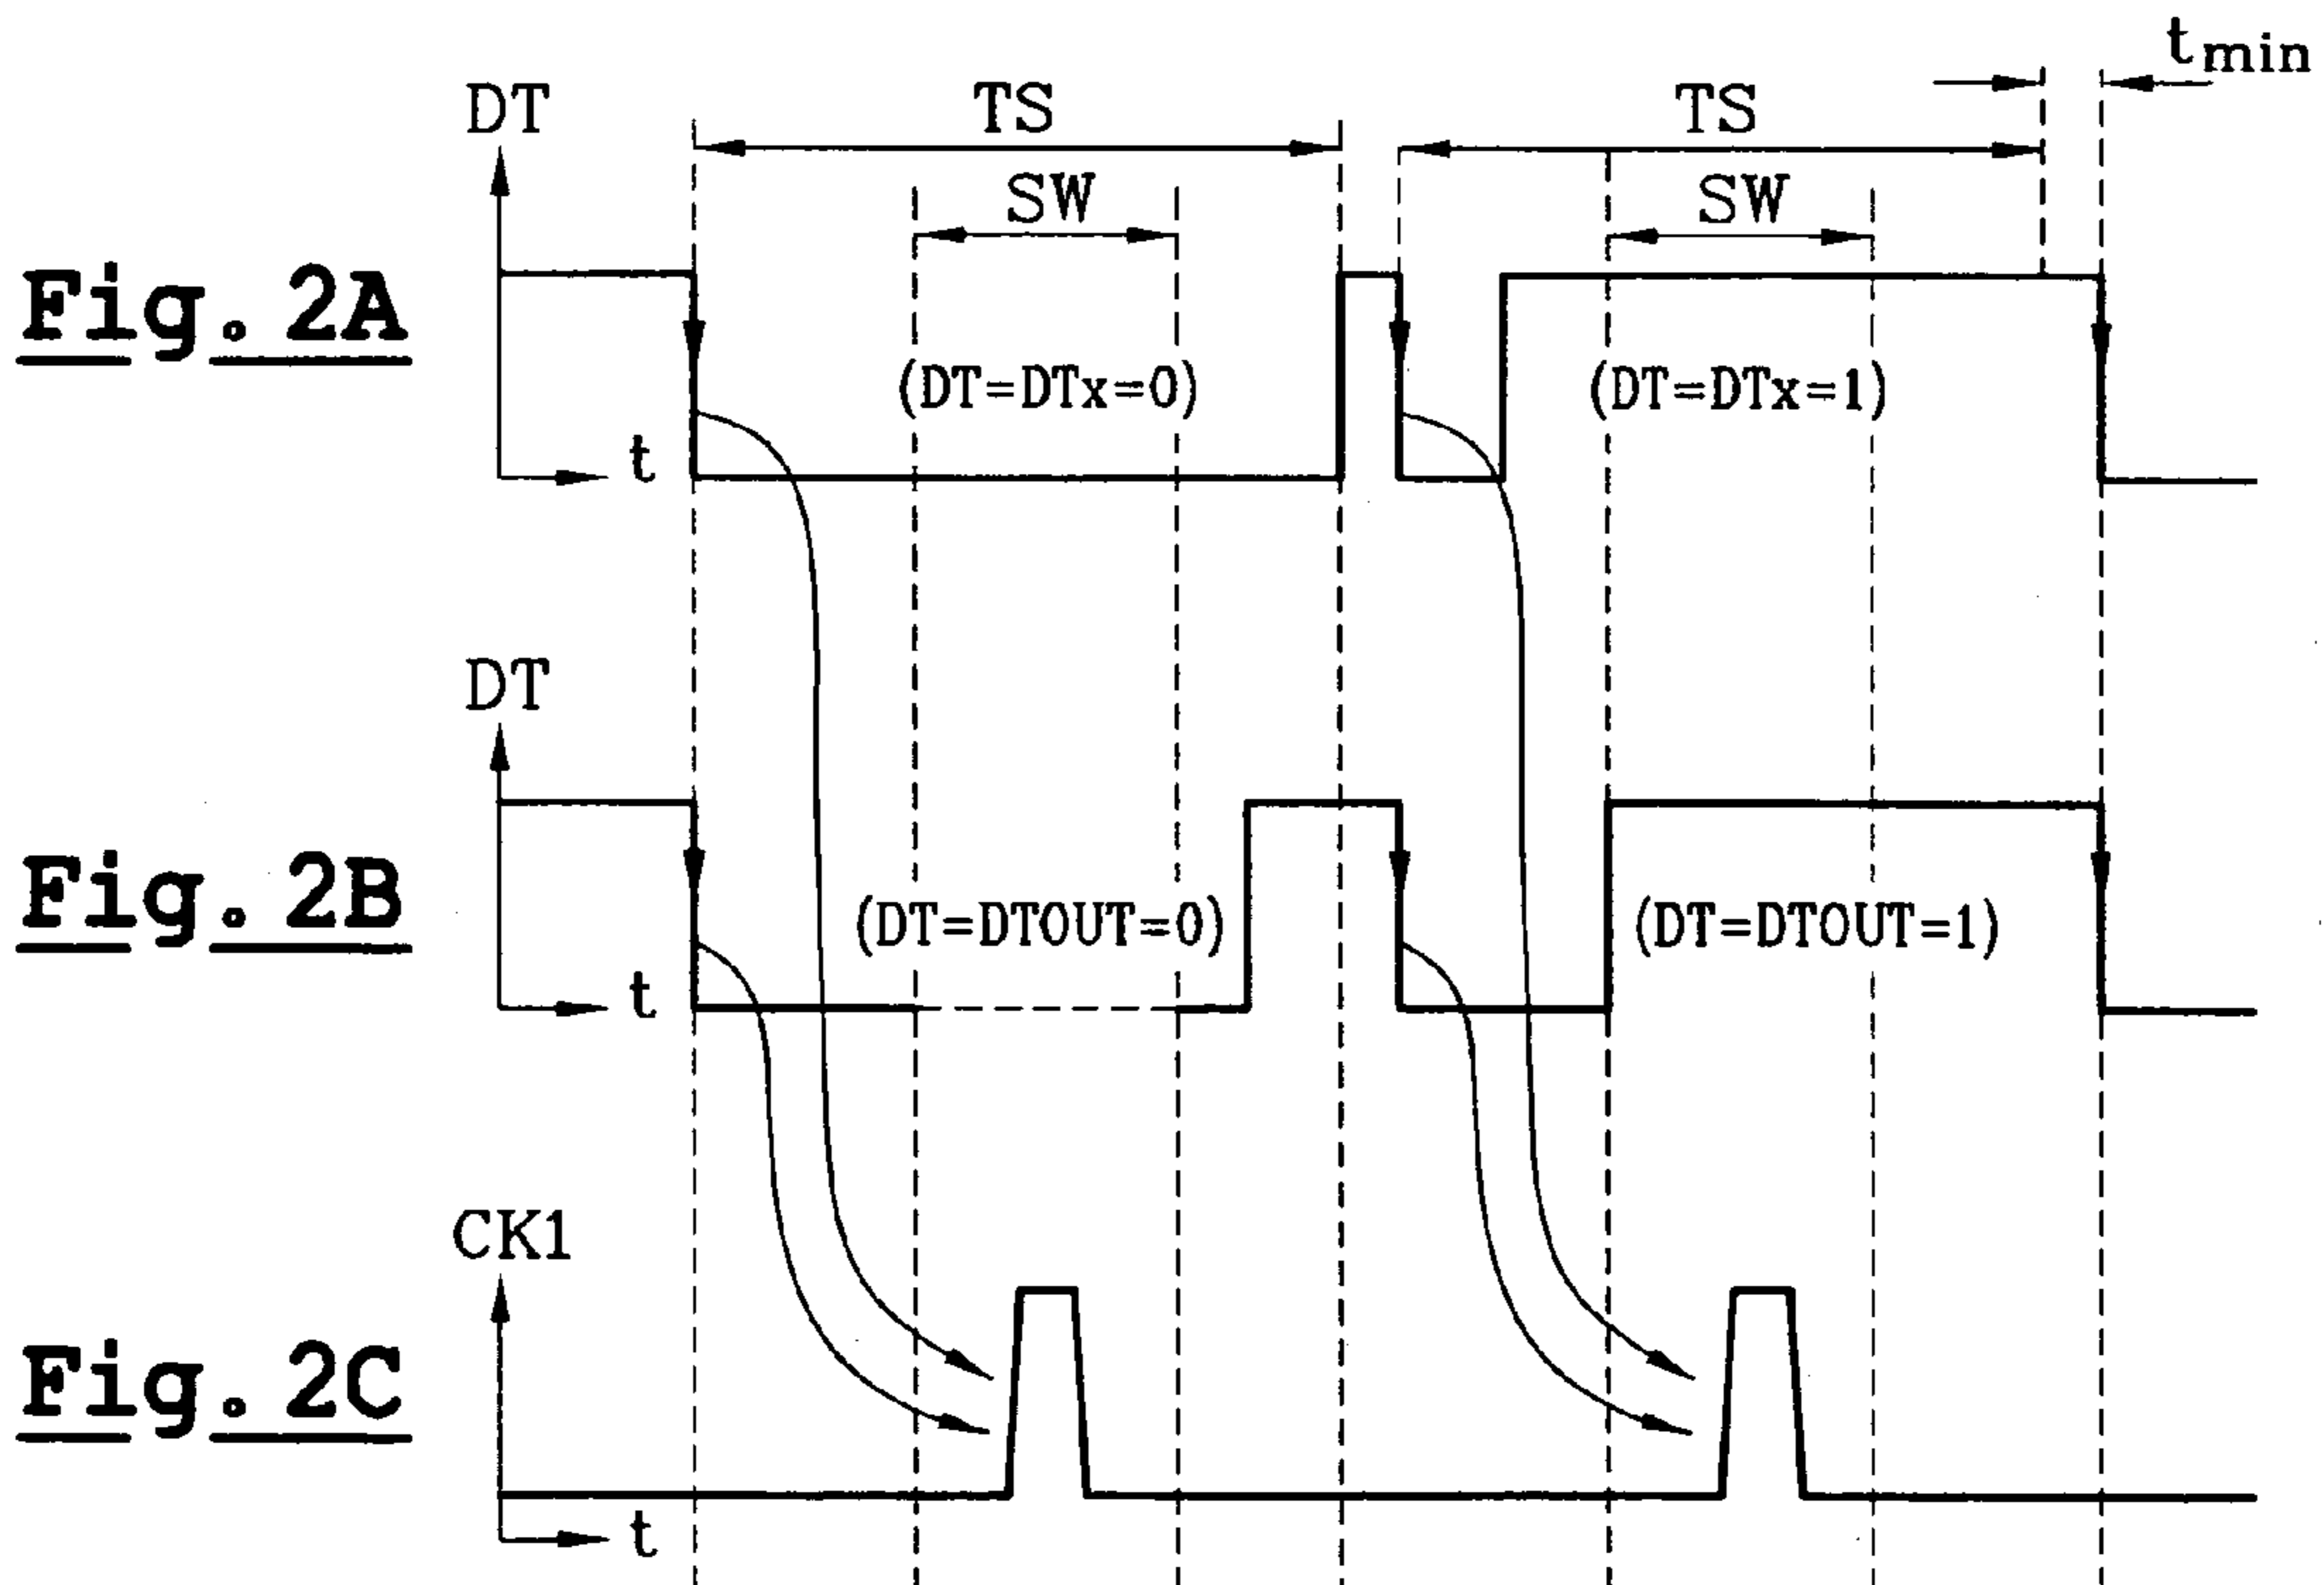 tmin
DT
TS
TS
SW
SW
Fig. 2A
(DT=DTx=0)
(DT=DTx=1)
t
DT
Fig. 2B
(DT=DTOUT=0)
(DT=DTOUT=1)
t
CK1
Fig. 2C
t